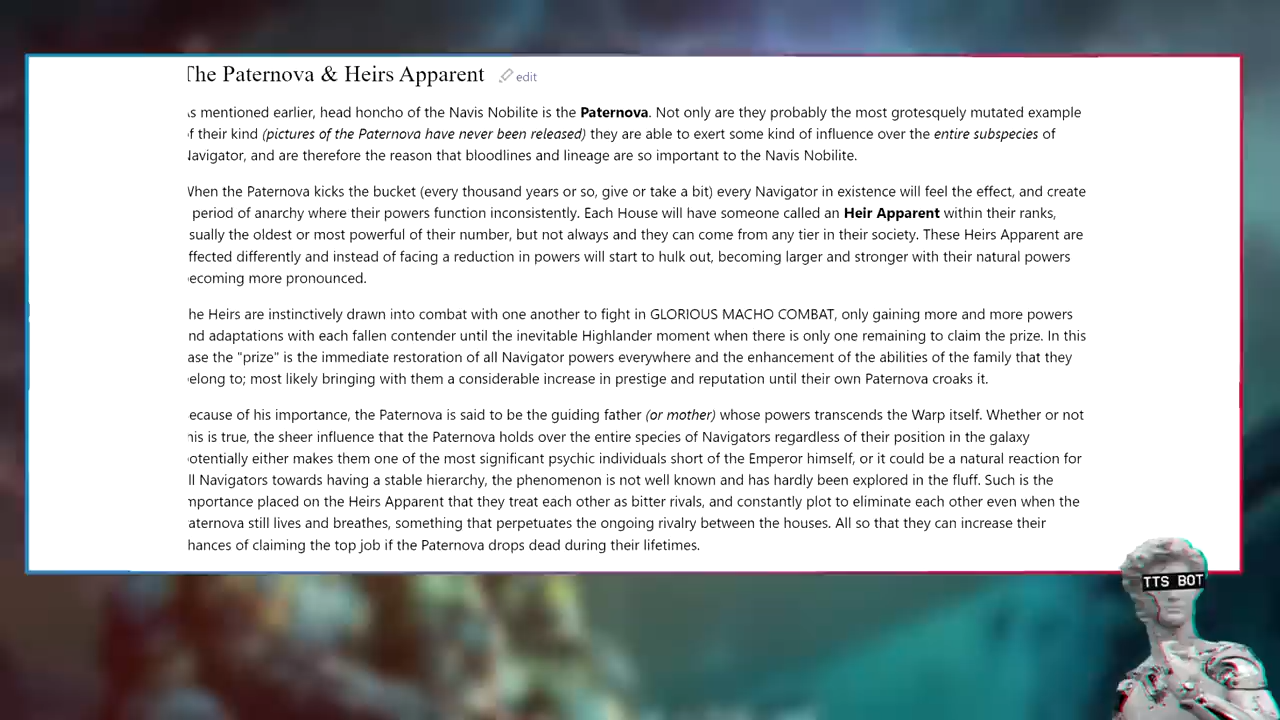 The Paternova & Heirs Apparent edit
s mentioned earlier, head honcho of the Navis Nobilite is the Paternova. Not only are they probably the most grotesquely mutated example
f their kind (pictures of the Paternova have never been released) they are able to exert some kind of influence over the entire subspecies of
avigator, and are therefore the reason that bloodlines and lineage are so important to the Navis Nobilite.
When the Paternova kicks the bucket (every thousand years or so, give or take a bit) every Navigator in existence will feel the effect, and create
period of anarchy where their powers function inconsistently. Each House will have someone called an Heir Apparent within their ranks,
sually the oldest or most powerful of their number, but not always and they can come from any tier in their society. These Heirs Apparent are
ffected differently and instead of facing a reduction in powers will start to hulk out, becoming larger and stronger with their natural powers
ecoming more pronounced.
he Heirs are instinctively drawn into combat with one another to fight in GLORIOUS MACHO COMBAT, only gaining more and more powers
nd adaptations with each fallen contender until the inevitable Highlander moment when there is only one remaining to claim the prize. In this
ase the "prize" is the immediate restoration of all Navigator powers everywhere and the enhancement of the abilities of the family that they
elong to; most likely bringing with them a considerable increase in prestige and reputation until their own Paternova croaks it.
ecause of his importance, the Paternova is said to be the guiding father (or mother) whose powers transcends the Warp itself. Whether or not
his is true, the sheer influence that the Paternova holds over the entire species of Navigators regardless of their position in the galaxy
otentially either makes them one of the most significant psychic individuals short of the Emperor himself, or it could be a natural reaction for
ll Navigators towards having a stable hierarchy, the phenomenon is not well known and has hardly been explored in the fluff. Such is the
mportance placed on the Heirs Apparent that they treat each other as bitter rivals, and constantly plot to eliminate each other even when the
aternova still lives and breathes, something that perpetuates the ongoing rivalry between the houses. All so that they can increase their
hances of claiming the top job if the Paternova drops dead during their lifetimes.
TTS BOT